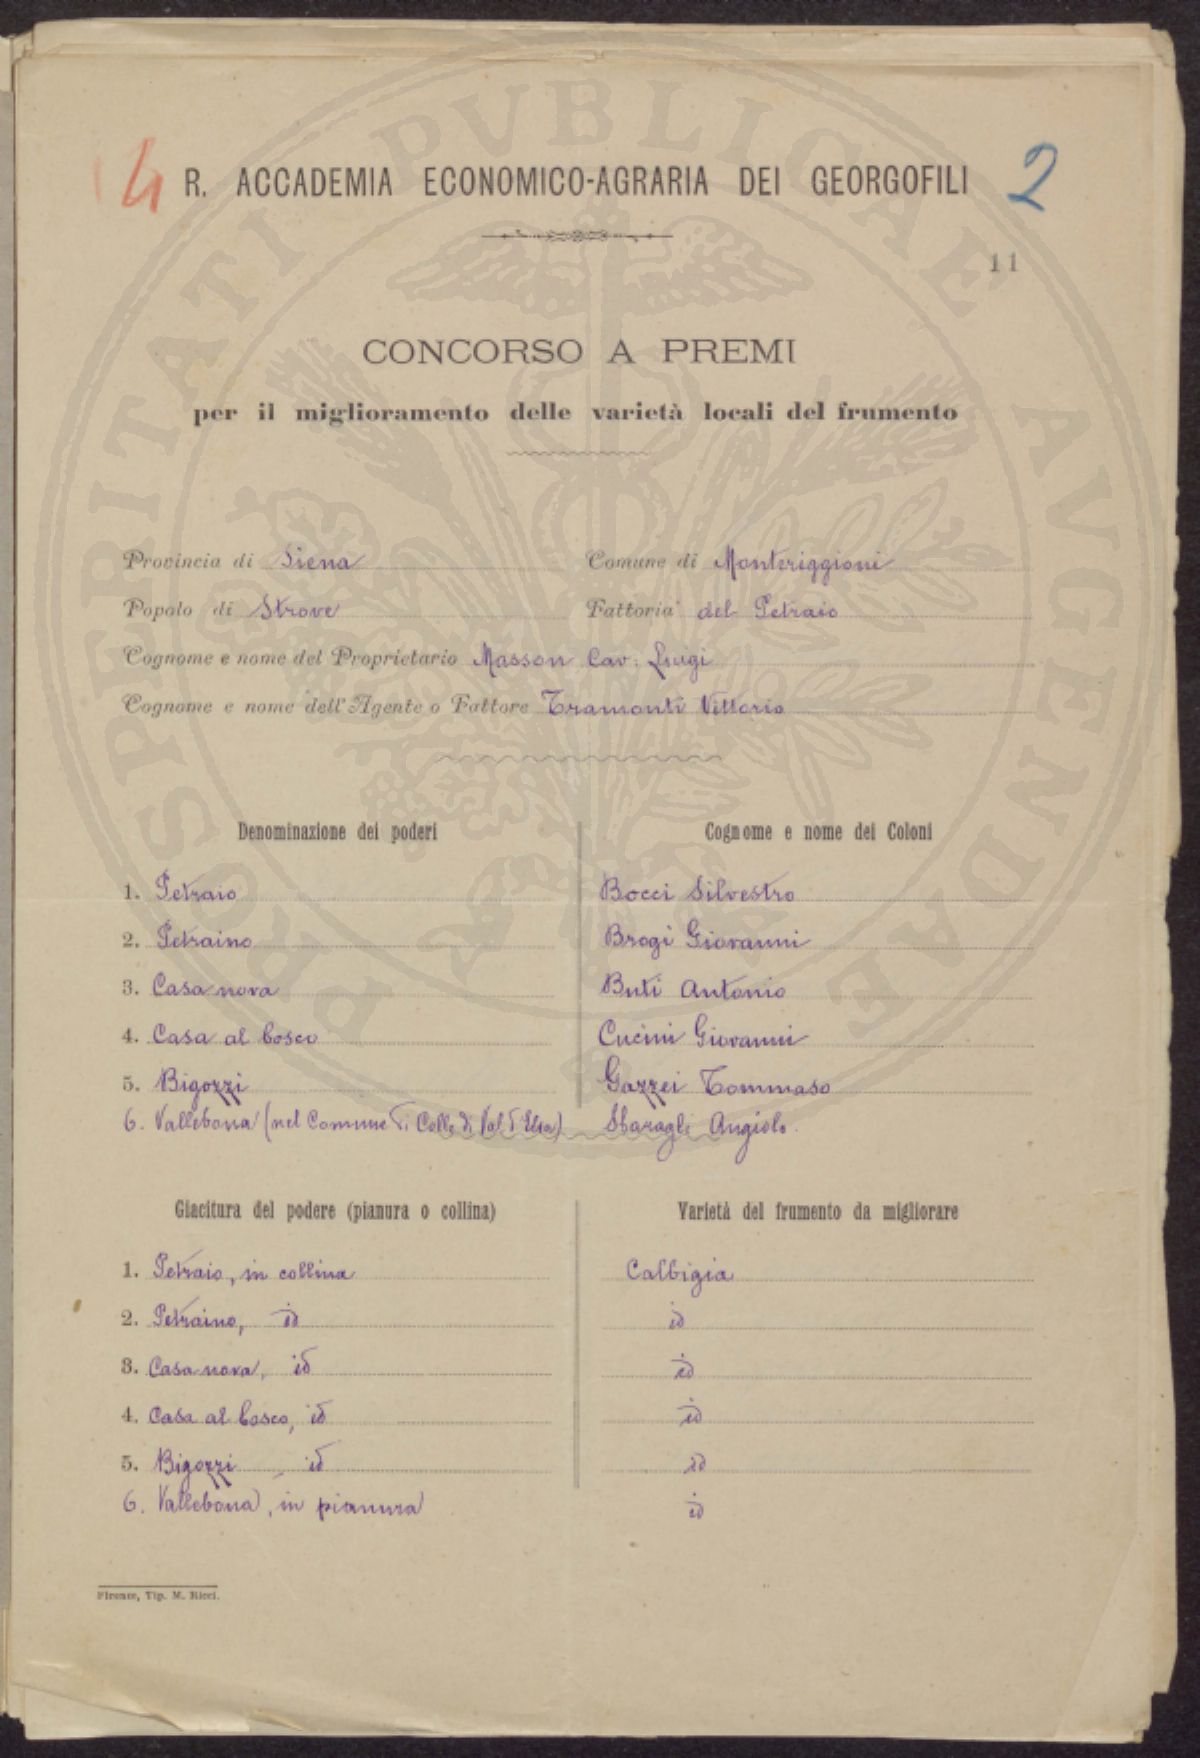 PROSPERITATI PVBLICAE AVGENDAE
14 R. ACCADEMIA ECONOMICO-AGRARIA DEI GEORGOFILI 2
11
CONCORSO A PREMI
per il miglioramento delle varietà locali del frumento
Provincia di Siena Comune di Monteriggioni
Popolo di Strove Fattoria del Petraio
Cognome e nome del Proprietario Masson Cav. Luigi
Cognome e nome dell'Agente o Fattore Tramonti Vittorio
Denominazione dei poderi Cognome e nome dei Coloni
1. Petraio Bocci Silvestro
2. Petraino Brogi Giovanni
3. Casa nova Buti Antonio
4. Casa al bosco Cucini Giovanni
5. Bigozzi Gazzei Tommaso
6. Vallebona (nel Comune di Colle di Val d'Elsa) Sbaragli Angiolo.
Giacitura del podere (pianura o collina) Varietà del frumento da migliorare
1. Petraio, in collina Calbigia
2. Petraino, id id
3. Casa nova, id id
4. Casa al bosco, id id
5. Bigozzi, id id
6. Vallebona, in pianura id
Firenze, Tip. M. Ricci.